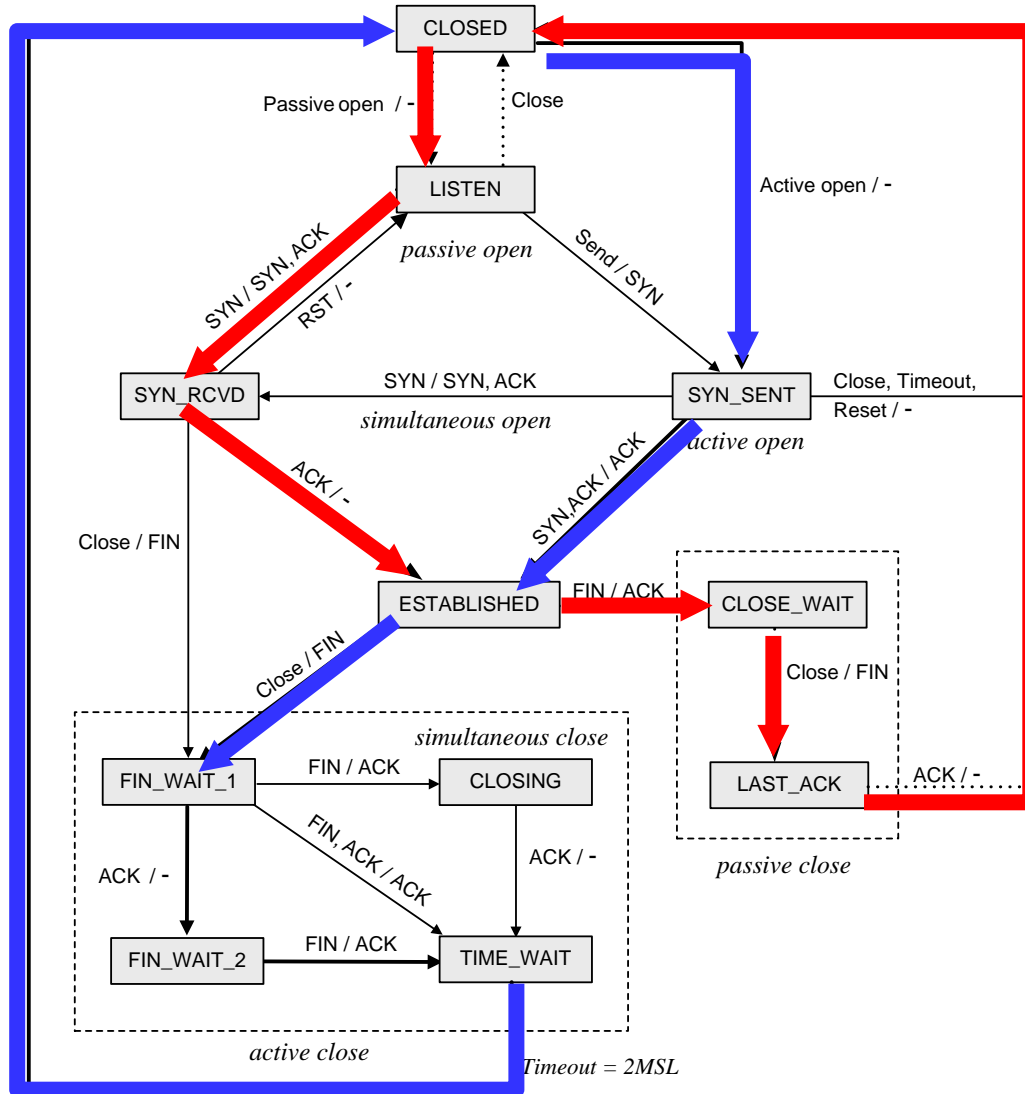 CLOSED
Passive open / -
Close
LISTEN
Active open / -
passive open
SYN / SYN, ACK
RST / -
Send / SYN
SYN_RCVD
SYN / SYN, ACK
simultaneous open
SYN_SENT
Close, Timeout,
Reset / -
active open
ACK / -
SYN,ACK / ACK
Close / FIN
ESTABLISHED
FIN / ACK
CLOSE_WAIT
Close / FIN
Close / FIN
simultaneous close
FIN_WAIT_1
FIN / ACK
CLOSING
LAST_ACK
ACK / -
FIN, ACK / ACK
ACK / -
ACK / -
passive close
FIN_WAIT_2
FIN / ACK
TIME_WAIT
active close
Timeout = 2MSL